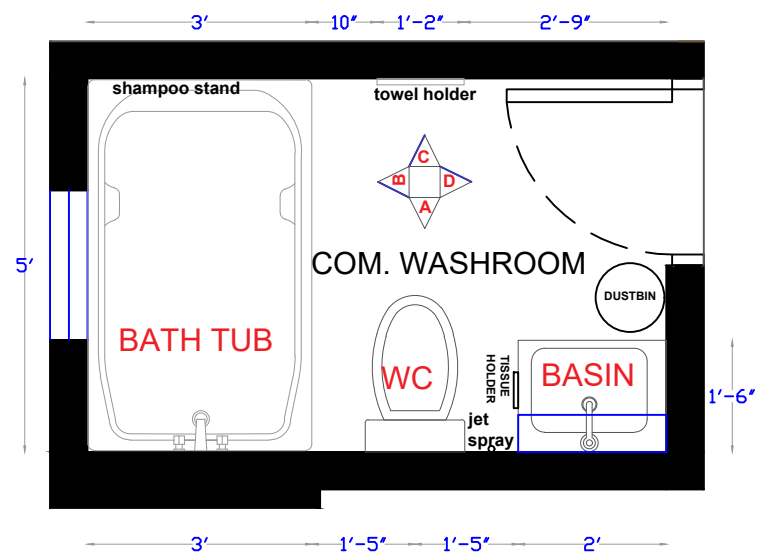 3' 10" 1'-2" 2'-9"
shampoo stand
towel holder
C
B D
A
5'
COM. WASHROOM
DUSTBIN
BATH TUB
WC
TISSUE
HOLDER
BASIN
1'-6"
jet
spray
3' 1'-5" 1'-5" 2'